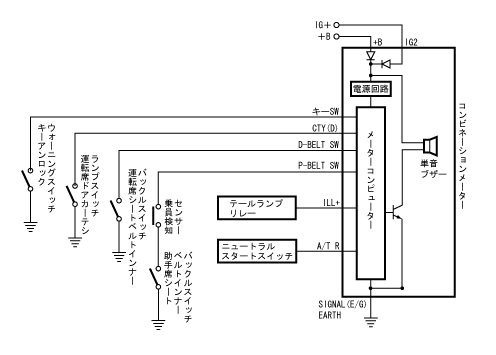 IG+
+B
+B
IG2
電源回路
キーSW
CTY(D)
D-BELT SW
P-BELT SW
ILL+
A/T R
メーターコンピューター
単音
ブザー
コンビネーションメーター
キーアンロック
ウォーニングスイッチ
運転席ドアカーテシ
ランプスイッチ
運転席シートベルトインナー
バックルスイッチ
乗員検知
センサー
助手席シート
ベルトインナー
バックルスイッチ
テールランプ
リレー
ニュートラル
スタートスイッチ
SIGNAL(E/G)
EARTH